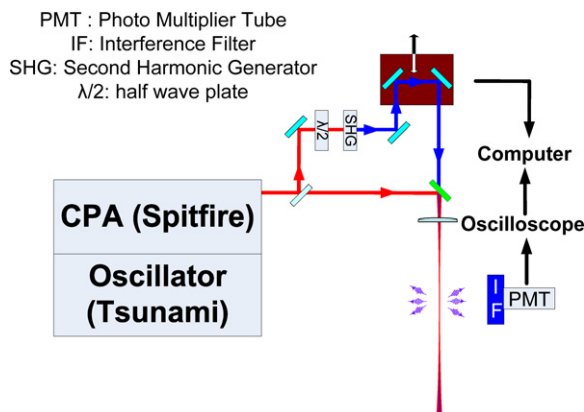 PMT : Photo Multiplier Tube
IF: Interference Filter
SHG: Second Harmonic Generator
λ/2: half wave plate
λ/2
SHG
Computer
CPA (Spitfire)
Oscilloscope
Oscillator
(Tsunami)
I F
PMT